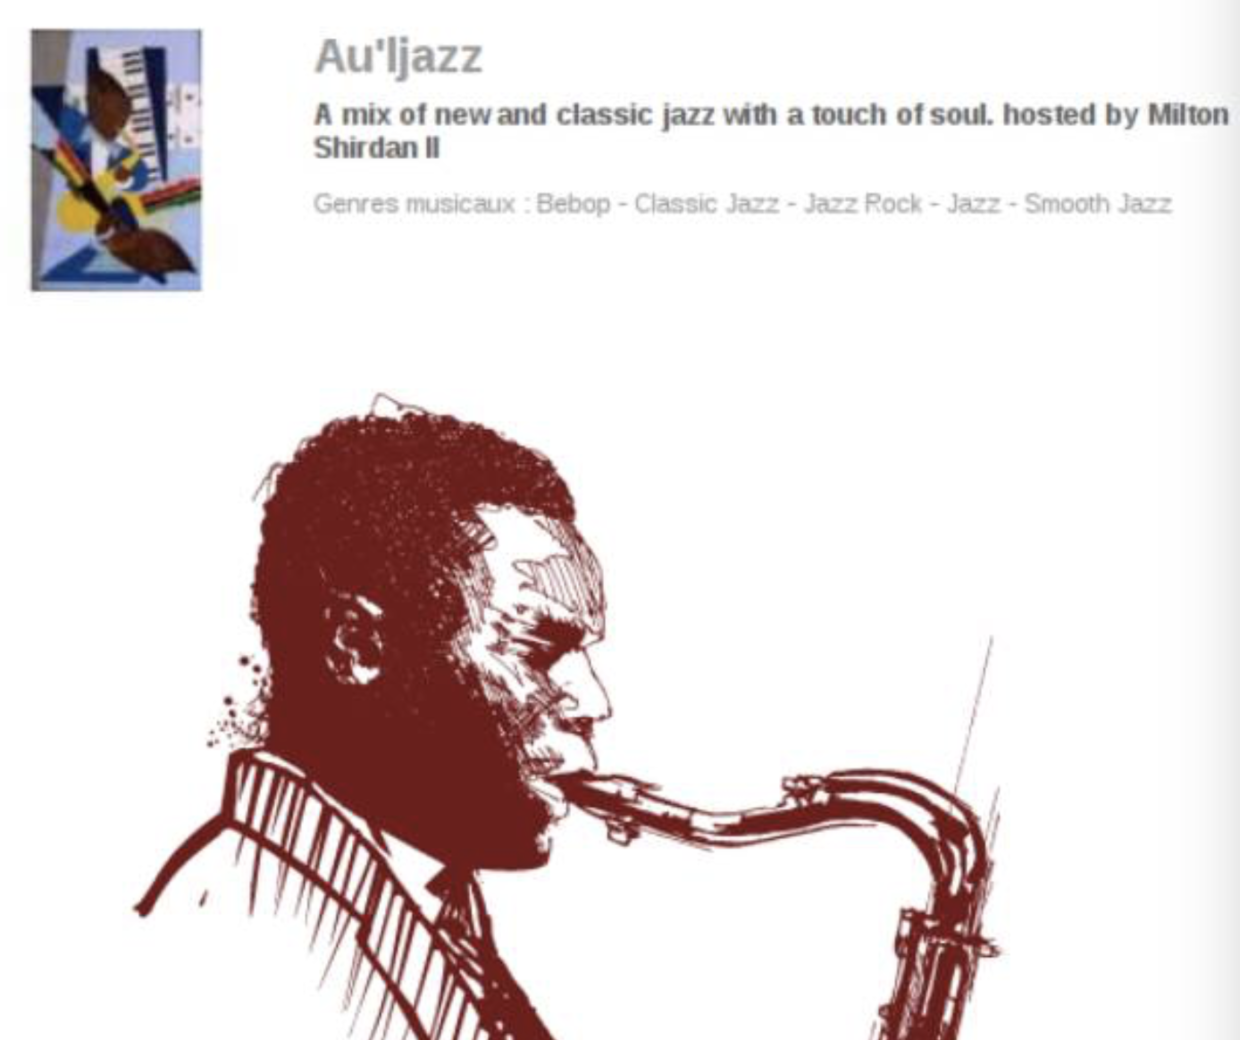 Au'ljazz
A mix of new and classic jazz with a touch of soul. hosted by Milton
Shirdan II
Genres musicaux : Bebop - Classic Jazz - Jazz Rock - Jazz - Smooth Jazz